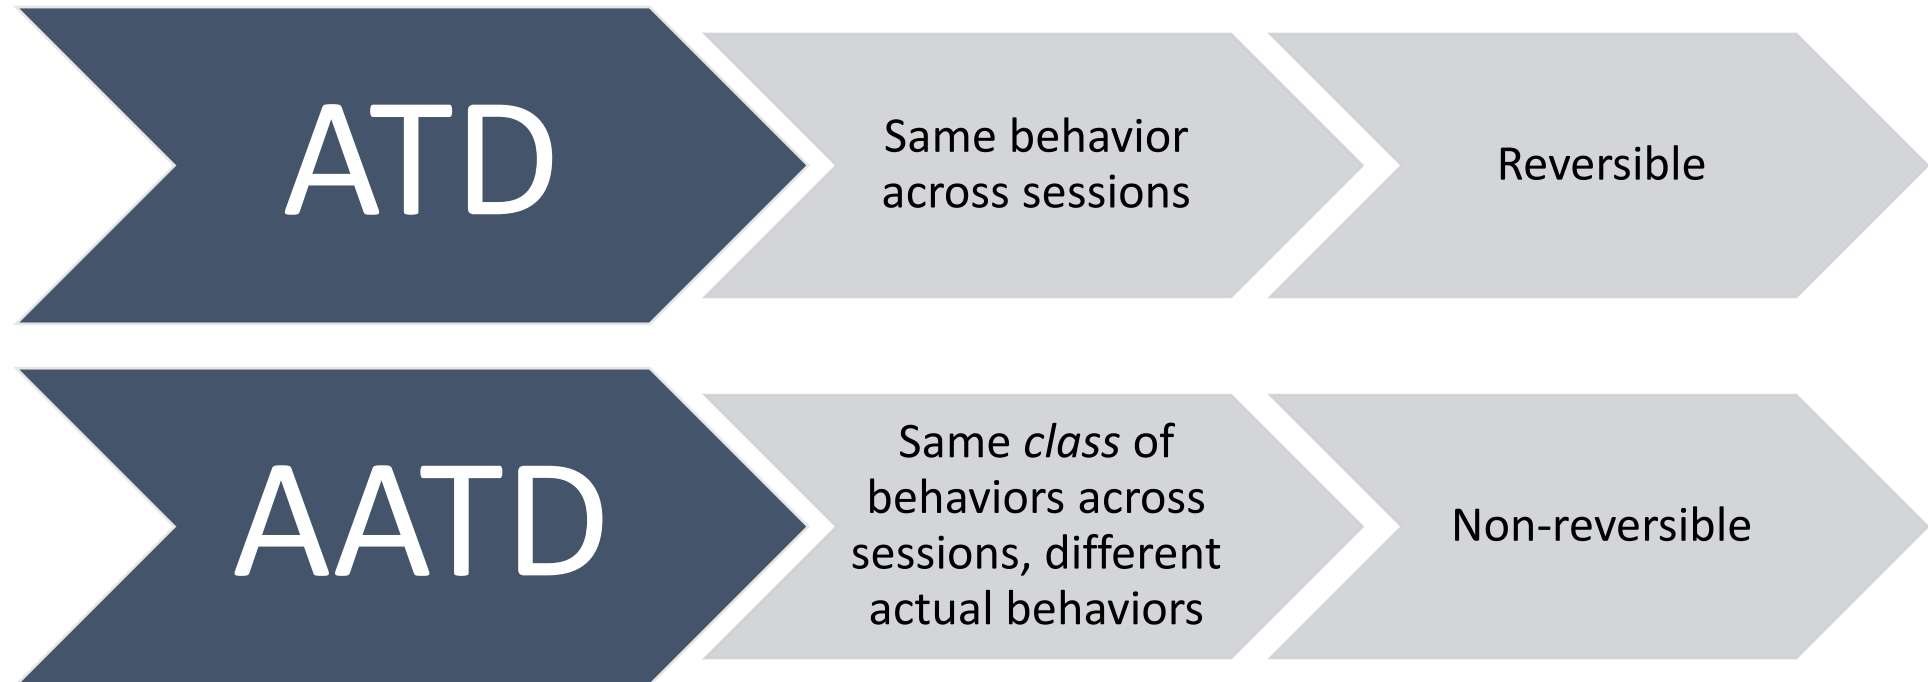 ATD
Same behavior
across sessions
Reversible
AATD
Same class of
behaviors across
sessions, different
actual behaviors
Non-reversible